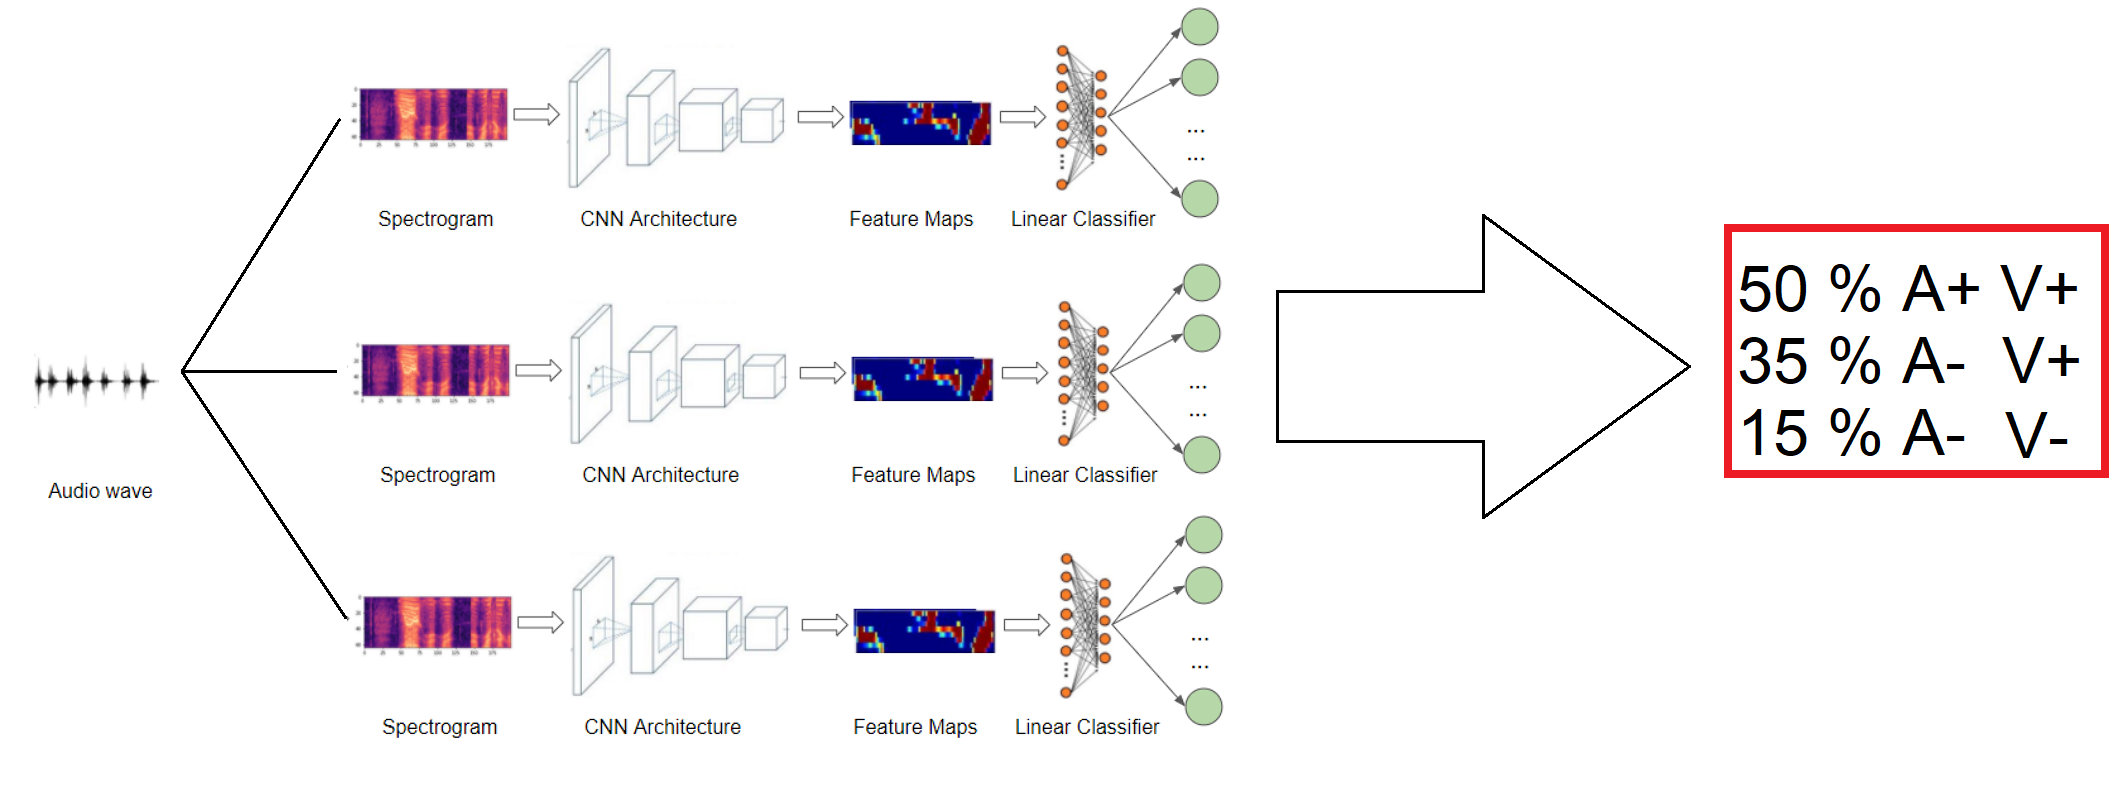 Audio wave
Spectrogram
CNN Architecture
Feature Maps
Linear Classifier
...
...
Spectrogram
CNN Architecture
Feature Maps
Linear Classifier
...
...
Spectrogram
CNN Architecture
Feature Maps
Linear Classifier
...
...
50 % A+ V+
35 % A- V+
15 % A- V-